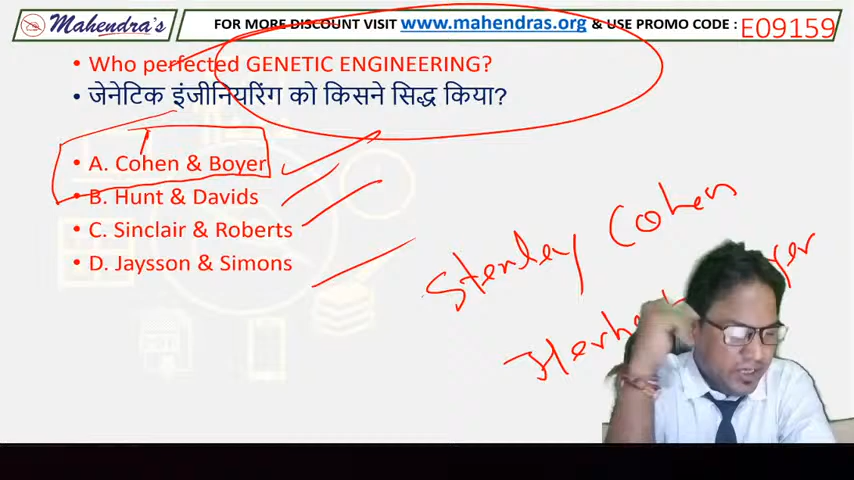 Mahendra's
FOR MORE DISCOUNT VISIT www.mahendras.org & USE PROMO CODE : E09159
• Who perfected GENETIC ENGINEERING?
• जेनेटिक इंजीनियरिंग को किसने सिद्ध किया?
• A. Cohen & Boyer
• B. Hunt & Davids
• C. Sinclair & Roberts
• D. Jaysson & Simons
Stenley Cohen